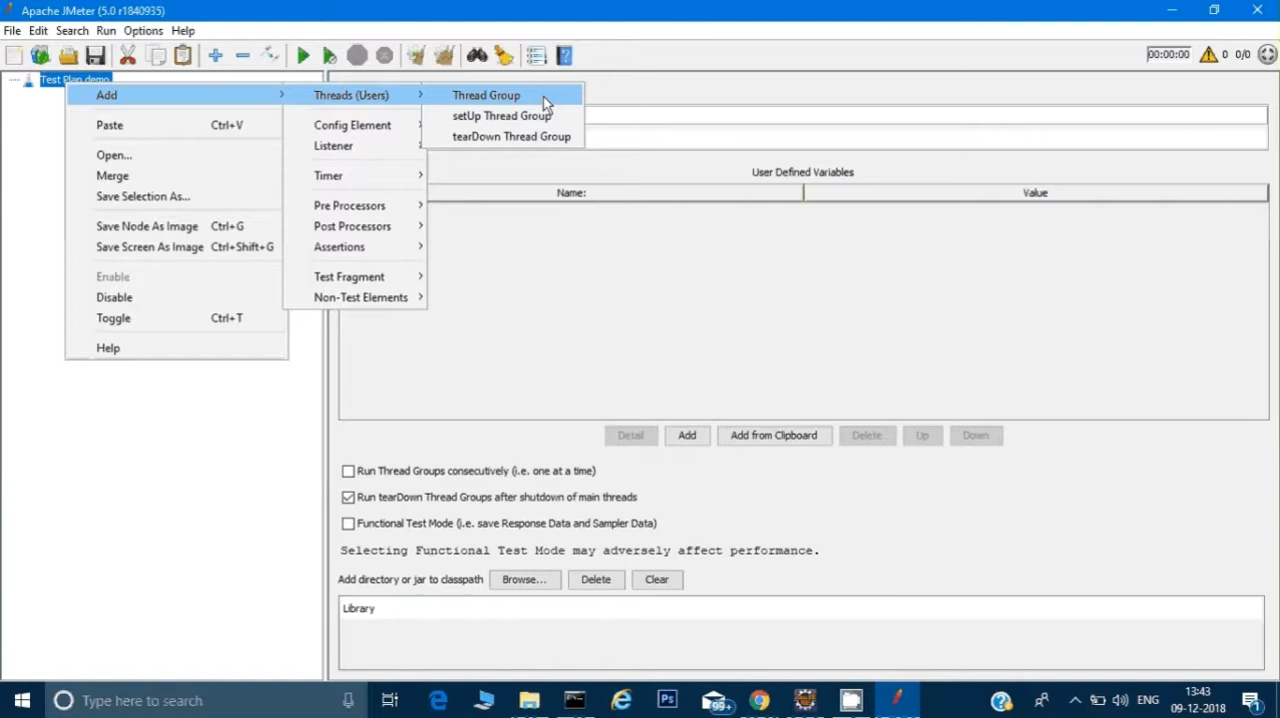 Apache JMeter (5.0 r1840935)
File Edit Search Run Options Help
00:00:00 0 0/0
Test Plan demo
Add
Paste Ctrl+V
Open...
Merge
Save Selection As...
Save Node As Image Ctrl+G
Save Screen As Image Ctrl+Shift+G
Enable
Disable
Toggle Ctrl+T
Help
Threads (Users)
Config Element
Listener
Timer
Pre Processors
Post Processors
Assertions
Test Fragment
Non-Test Elements
Thread Group
setUp Thread Group
tearDown Thread Group
User Defined Variables
Name: Value
Detail Add Add from Clipboard Delete Up Down
Run Thread Groups consecutively (i.e. one at a time)
Run tearDown Thread Groups after shutdown of main threads
Functional Test Mode (i.e. save Response Data and Sampler Data)
Selecting Functional Test Mode may adversely affect performance.
Add directory or jar to classpath Browse... Delete Clear
Library
Type here to search
Ps
99+
ENG
13:43
09-12-2018
1